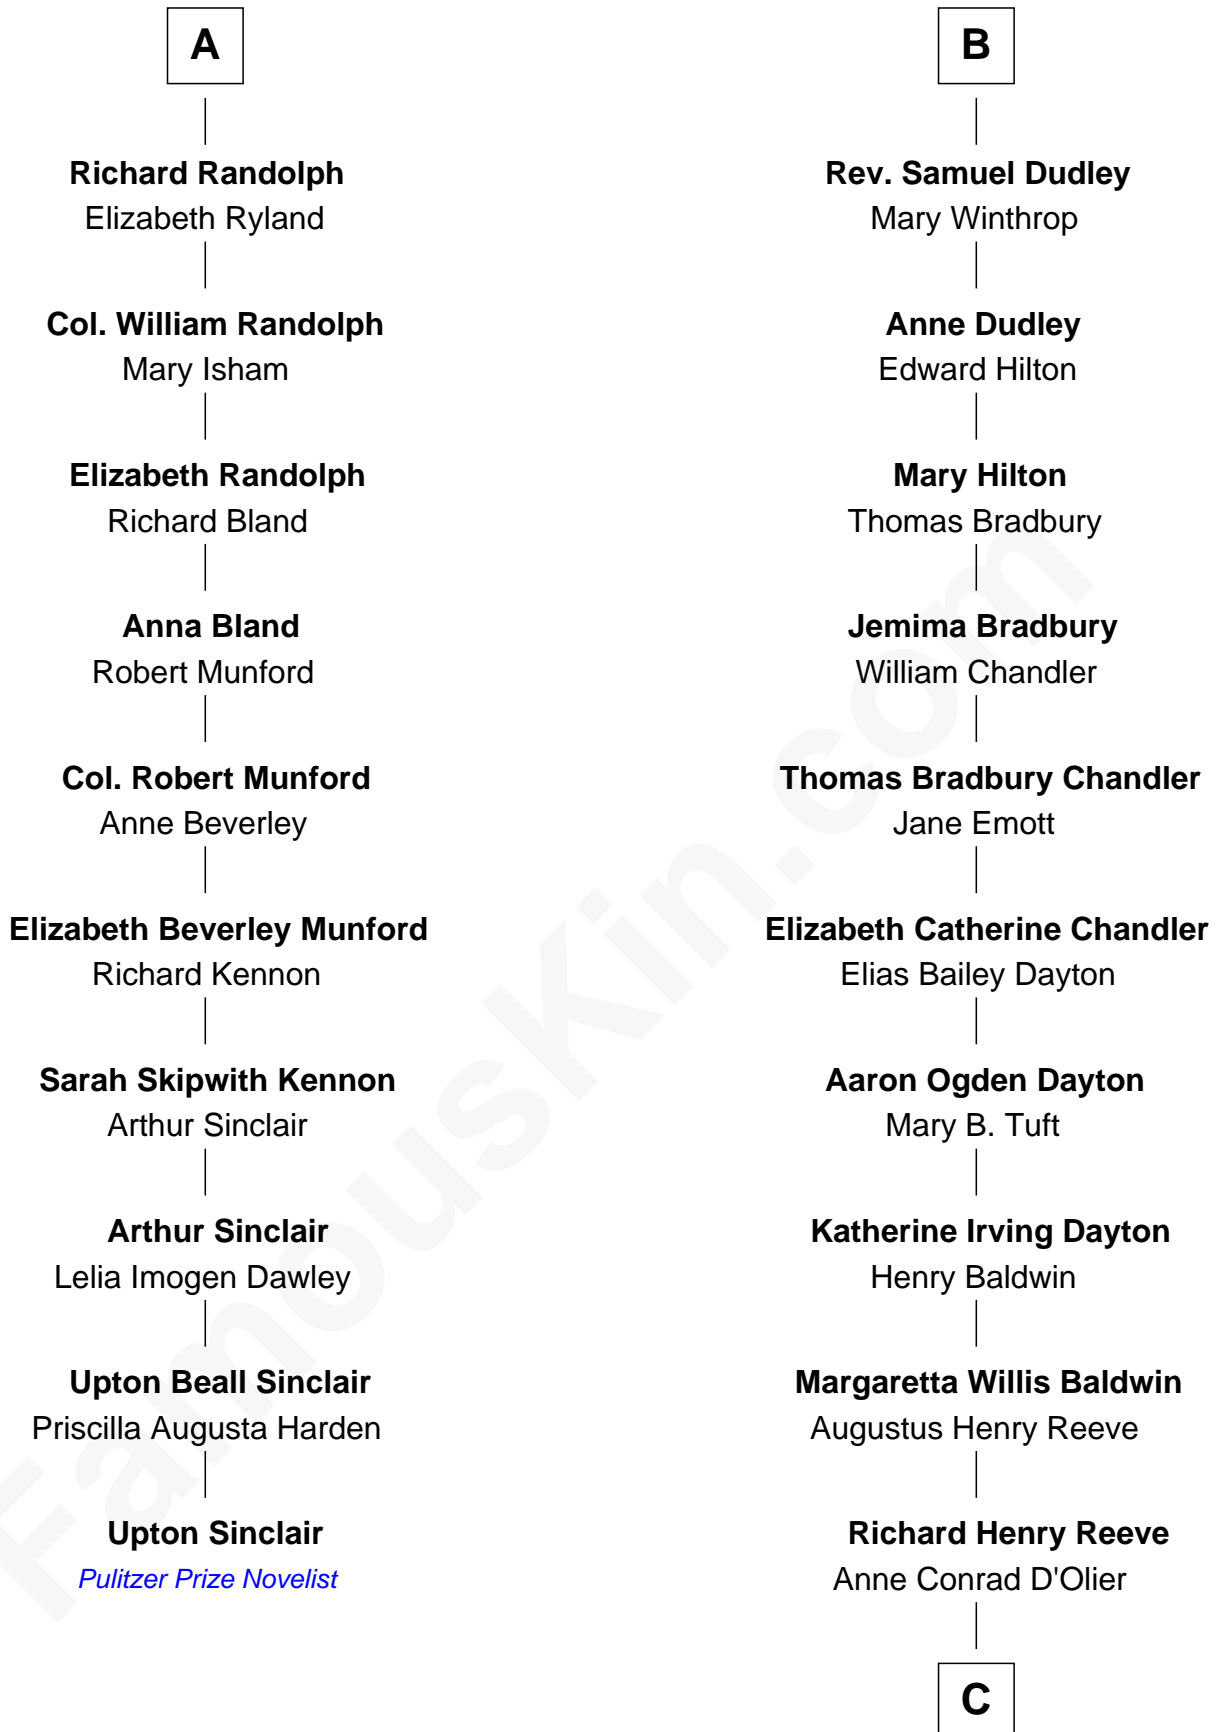 A
Richard Randolph
Elizabeth Ryland
Col. William Randolph
Mary Isham
Elizabeth Randolph
Richard Bland
Anna Bland
Robert Munford
Col. Robert Munford
Anne Beverley
Elizabeth Beverley Munford
Richard Kennon
Sarah Skipwith Kennon
Arthur Sinclair
Arthur Sinclair
Lelia Imogen Dawley
Upton Beall Sinclair
Priscilla Augusta Harden
Upton Sinclair
Pulitzer Prize Novelist
B
Rev. Samuel Dudley
Mary Winthrop
Anne Dudley
Edward Hilton
Mary Hilton
Thomas Bradbury
Jemima Bradbury
William Chandler
Thomas Bradbury Chandler
Jane Emott
Elizabeth Catherine Chandler
Elias Bailey Dayton
Aaron Ogden Dayton
Mary B. Tuft
Katherine Irving Dayton
Henry Baldwin
Margaretta Willis Baldwin
Augustus Henry Reeve
Richard Henry Reeve
Anne Conrad D'Olier
C
FamousKin.com